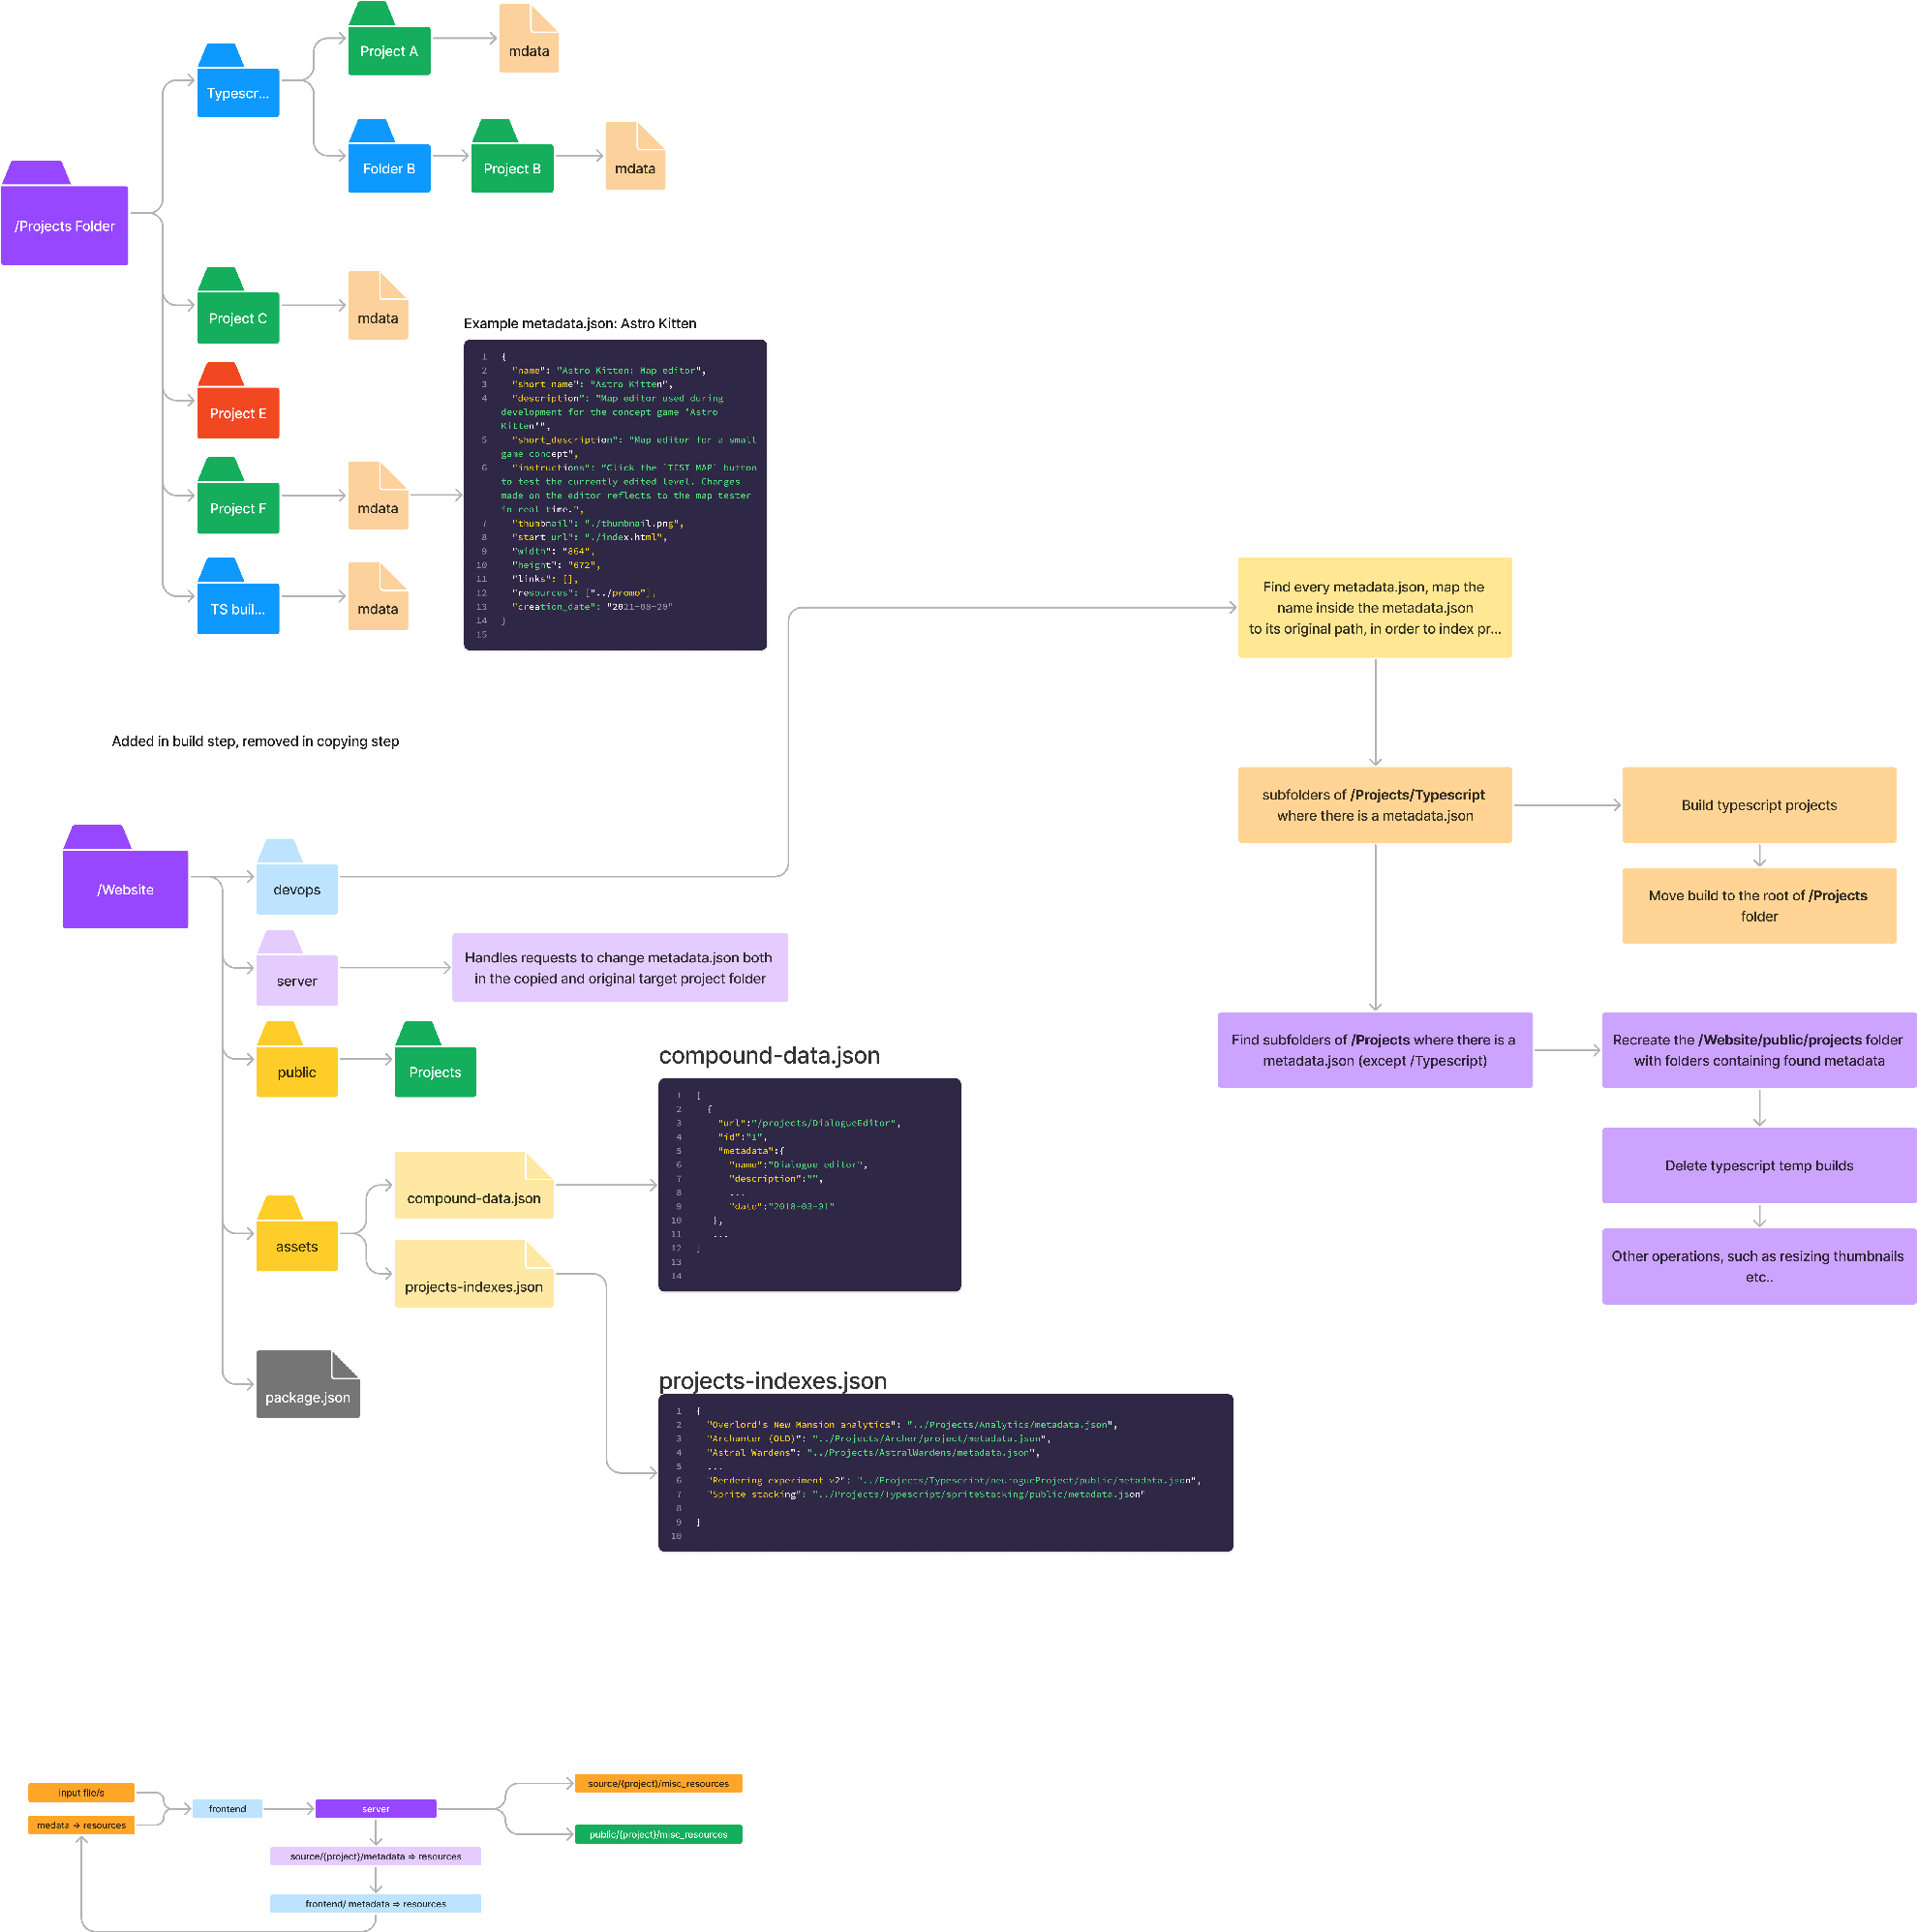 Project A
mdata
Typescr...
Folder B
Project B
mdata
/Projects Folder
Project C
mdata
Project E
Project F
mdata
TS buil...
mdata
Example metadata.json: Astro Kitten
1 {
2 "name": "Astro Kitten: Map editor",
3 "short_name": "Astro Kitten",
4 "description": "Map editor used during
development for the concept game 'Astro
Kitten'",
5 "short_description": "Map editor for a small
game concept",
6 "instructions": "Click the `TEST MAP` button
to test the currently edited level. Changes
made on the editor reflects to the map tester
in real time.",
7 "thumbnail": "./thumbnail.png",
8 "start_url": "./index.html",
9 "width": "864",
10 "height": "672",
11 "links": [],
12 "resources": ["../promo"],
13 "creation_date": "2021-08-20"
14 }
15
Find every metadata.json, map the
name inside the metadata.json
to its original path, in order to index pr...
subfolders of /Projects/Typescript
where there is a metadata.json
Build typescript projects
Move build to the root of /Projects
folder
Find subfolders of /Projects where there is a
metadata.json (except /Typescript)
Recreate the /Website/public/projects folder
with folders containing found metadata
Delete typescript temp builds
Other operations, such as resizing thumbnails
etc..
Added in build step, removed in copying step
/Website
devops
server
Handles requests to change metadata.json both
in the copied and original target project folder
public
Projects
assets
compound-data.json
projects-indexes.json
package.json
compound-data.json
1 [
2 {
3 "url":"/projects/DialogueEditor",
4 "id":"1",
5 "metadata":{
6 "name":"Dialogue editor",
7 "description":"",
8 ...
9 "date":"2018-03-01"
10 },
11 ...
12 ]
13
14
projects-indexes.json
1 {
2 "Overlord's New Mansion analytics": "../Projects/Analytics/metadata.json",
3 "Archanter (OLD)": "../Projects/Archer/project/metadata.json",
4 "Astral Wardens": "../Projects/AstralWardens/metadata.json",
5 ...
6 "Rendering experiment v2": "../Projects/Typescript/neurogueProject/public/metadata.json",
7 "Sprite stacking": "../Projects/Typescript/spriteStacking/public/metadata.json"
8
9 }
10
input file/s
medata → resources
frontend
server
source/{project}/misc_resources
public/{project}/misc_resources
source/{project}/metadata ⇒ resources
frontend/ metadata ⇒ resources